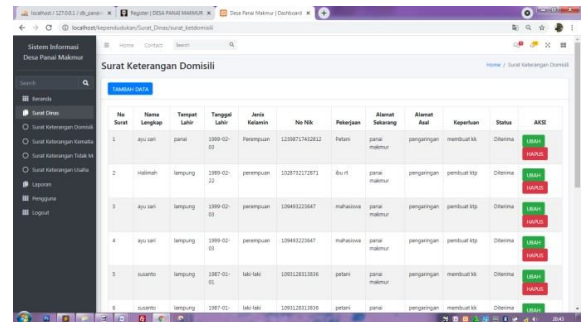 localhost / 127.0.0.1 / db_panai
Register | DESA PANAI MAKMUR
Desa Panai Makmur | Dashboard
localhost/kependudukan/Surat_Dinas/surat_ketdomisili
Sistem Informasi
Desa Panai Makmur
Home Contact Search
Surat Keterangan Domisili
Home / Surat Keterangan Domisili
Search
Beranda
Surat Dinas
Surat Keterangan Domisili
Surat Keterangan Kematia
Surat Keterangan Tidak M
Surat Keterangan Usaha
Laporan
Pengguna
Logout
TAMBAH DATA
No Surat Nama Lengkap Tempat Lahir Tanggal Lahir Jenis Kelamin No Nik Pekerjaan Alamat Sekarang Alamat Asal Keperluan Status AKSI
1 ayu sari panai 1999-02-03 Perempuan Petani panai makmur pengaringan membuat kk Diterima UBAH HAPUS
2 Halimah lampung 1999-02-22 perempuan 1028732172871 ibu rt panai makmur pengaringan pembuat ktp Diterima UBAH HAPUS
3 ayu sari lampung 1999-02-03 perempuan 109493223647 mahasiswa panai makmur pengaringan pembuat ktp Diterima UBAH HAPUS
4 ayu sari lampung 1999-02-03 perempuan 109493223647 mahasiswa panai makmur pengaringan pembuat ktp Diterima UBAH HAPUS
5 susanto lampung 1987-01-01 laki-laki 1093128313816 petani panai makmur pengaringan membuat kk Diterima UBAH HAPUS
6 susanto lampung 1987-01- laki-laki 1093128313816 petani panai pengaringan membuat kk Diterima UBAH
20:43